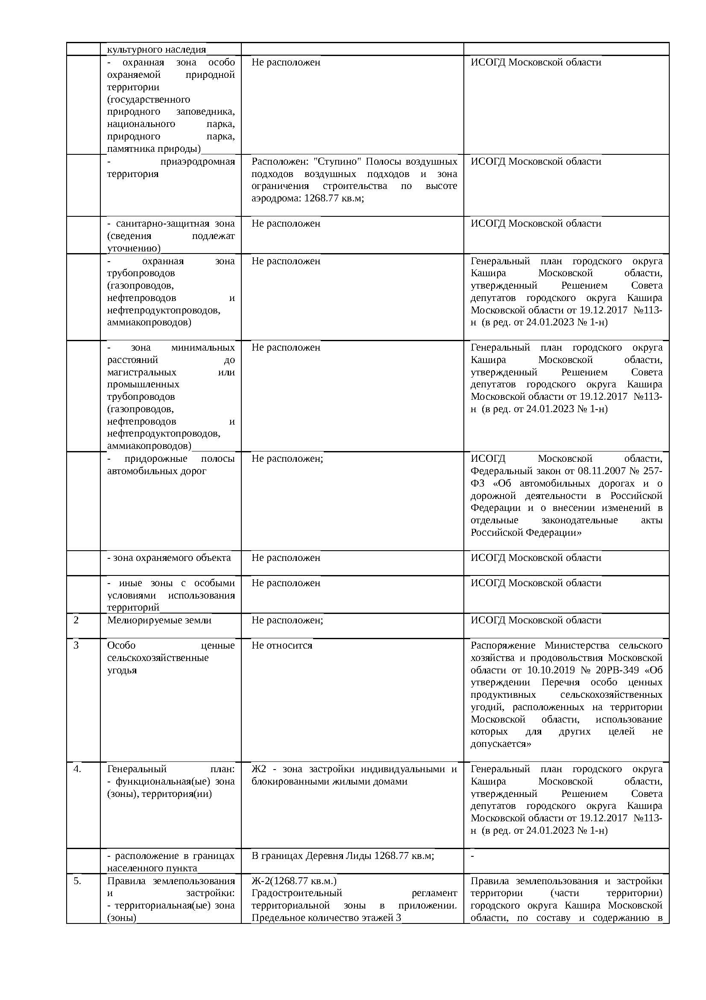 культурного наследия
- охранная зона особо
охраняемой природной
территории
(государственного
природного заповедника,
национального парка,
природного парка,
памятника природы)
Не расположен
ИСОГД Московской области
- приаэродромная
территория
Расположен: "Ступино" Полосы воздушных
подходов воздушных подходов и зона
ограничения строительства по высоте
аэродрома: 1268.77 кв.м;
ИСОГД Московской области
- санитарно-защитная зона
(сведения подлежат
уточнению)
Не расположен
ИСОГД Московской области
- охранная зона
трубопроводов
(газопроводов,
нефтепроводов и
нефтепродуктопроводов,
аммиакопроводов)
Не расположен
Генеральный план городского округа
Кашира Московской области,
утвержденный Решением Совета
депутатов городского округа Кашира
Московской области от 19.12.2017 №113-
н (в ред. от 24.01.2023 № 1-н)
- зона минимальных
расстояний до
магистральных или
промышленных
трубопроводов
(газопроводов,
нефтепроводов и
нефтепродуктопроводов,
аммиакопроводов)
Не расположен
Генеральный план городского округа
Кашира Московской области,
утвержденный Решением Совета
депутатов городского округа Кашира
Московской области от 19.12.2017 №113-
н (в ред. от 24.01.2023 № 1-н)
- придорожные полосы
автомобильных дорог
Не расположен;
ИСОГД Московской области,
Федеральный закон от 08.11.2007 № 257-
ФЗ «Об автомобильных дорогах и о
дорожной деятельности в Российской
Федерации и о внесении изменений в
отдельные законодательные акты
Российской Федерации»
- зона охраняемого объекта
Не расположен
ИСОГД Московской области
- иные зоны с особыми
условиями использования
территорий
Не расположен
ИСОГД Московской области
2
Мелиорируемые земли
Не расположен;
ИСОГД Московской области
3
Особо ценные
сельскохозяйственные
угодья
Не относится
Распоряжение Министерства сельского
хозяйства и продовольствия Московской
области от 10.10.2019 № 20РВ-349 «Об
утверждении Перечня особо ценных
продуктивных сельскохозяйственных
угодий, расположенных на территории
Московской области, использование
которых для других целей не
допускается»
4.
Генеральный план:
- функциональная(ые) зона
(зоны), территория(ии)
Ж2 - зона застройки индивидуальными и
блокированными жилыми домами
Генеральный план городского округа
Кашира Московской области,
утвержденный Решением Совета
депутатов городского округа Кашира
Московской области от 19.12.2017 №113-
н (в ред. от 24.01.2023 № 1-н)
- расположение в границах
населенного пункта
В границах Деревня Лиды 1268.77 кв.м;
-
5.
Правила землепользования
и застройки:
- территориальная(ые) зона
(зоны)
Ж-2(1268.77 кв.м.)
Градостроительный регламент
территориальной зоны в приложении.
Предельное количество этажей 3
Правила землепользования и застройки
территории (части территории)
городского округа Кашира Московской
области, по составу и содержанию в